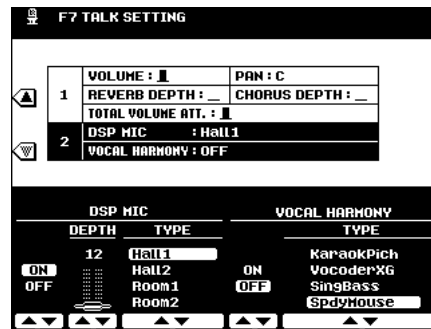 F7 TALK SETTING
1
VOLUME : PAN : C
REVERB DEPTH : _ CHORUS DEPTH : _
TOTAL VOLUME ATT. :
2
DSP MIC : Hall1
VOCAL HARMONY : OFF
DSP MIC VOCAL HARMONY
DEPTH TYPE TYPE
12 Hall1 KaraokPich
ON Hall2 ON VocoderXG
OFF Room1 OFF SingBass
Room2 SpdyMouse